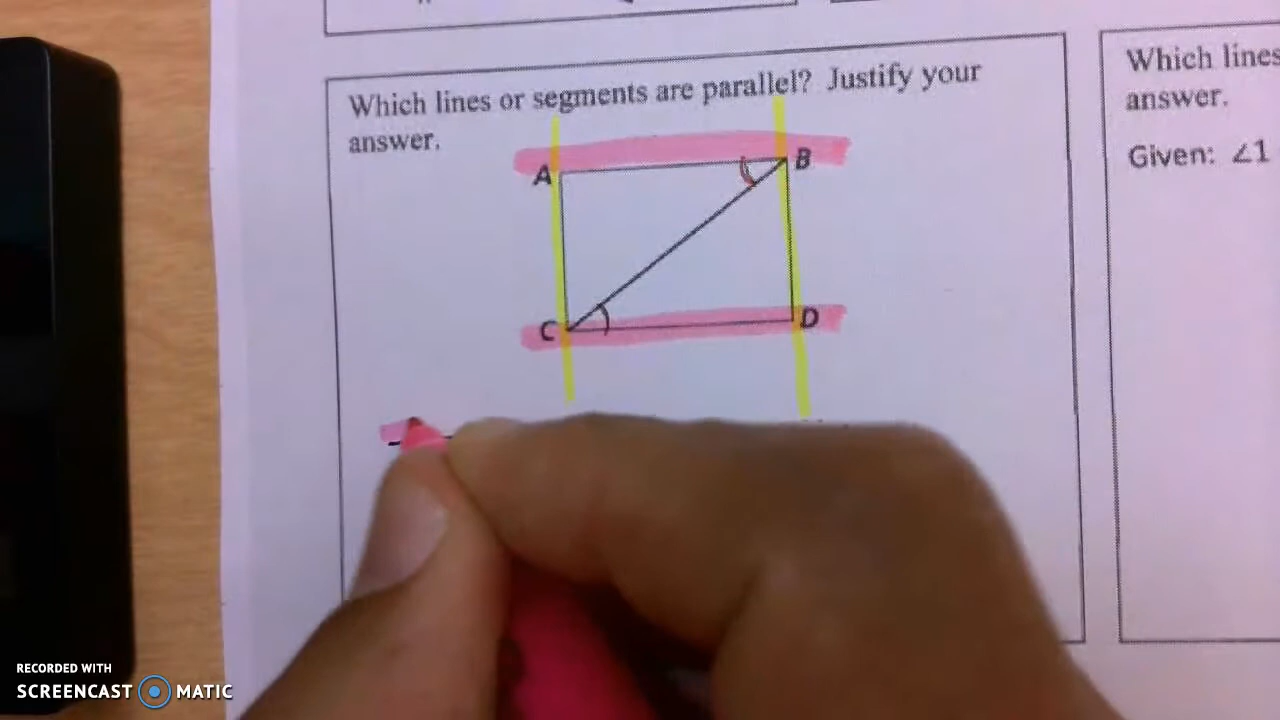 Which lines or segments are parallel? Justify your
answer.
A
B
C
D
Which lines
answer.
Given: ∠1
RECORDED WITH
SCREENCAST MATIC